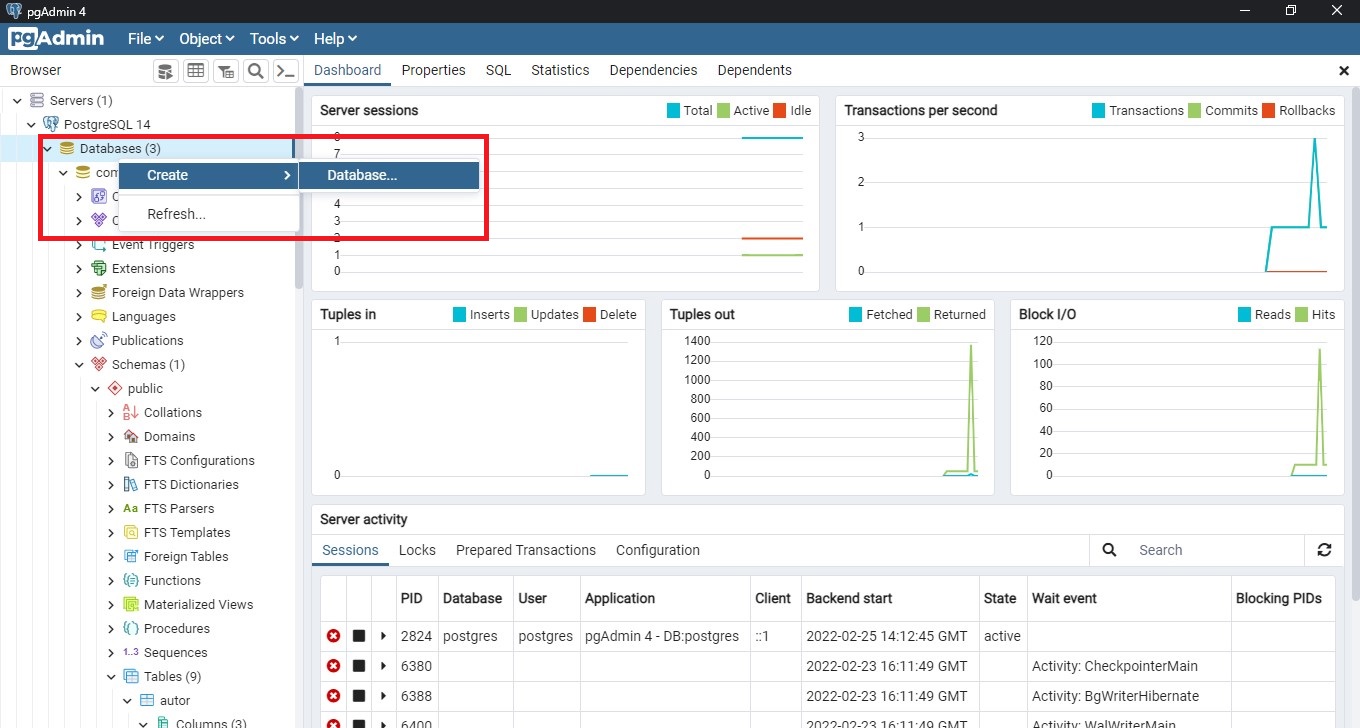 pgAdmin 4
pgAdmin File Object Tools Help
Browser
Dashboard Properties SQL Statistics Dependencies Dependents
Servers (1)
PostgreSQL 14
Databases (3)
Create
Database...
Refresh...
Event Triggers
Extensions
Foreign Data Wrappers
Languages
Publications
Schemas (1)
public
Collations
Domains
FTS Configurations
FTS Dictionaries
FTS Parsers
FTS Templates
Foreign Tables
Functions
Materialized Views
Procedures
1..3 Sequences
Tables (9)
autor
Columns (3)
Server sessions Total Active Idle
8
7
4
3
2
1
0
Transactions per second Transactions Commits Rollbacks
3
2
1
0
Tuples in Inserts Updates Delete
1
0
Tuples out Fetched Returned
1400
1200
1000
800
600
400
200
0
Block I/O Reads Hits
120
100
80
60
40
20
0
Server activity
Sessions Locks Prepared Transactions Configuration Search
PID Database User Application Client Backend start State Wait event Blocking PIDs
2824 postgres postgres pgAdmin 4 - DB:postgres ::1 2022-02-25 14:12:45 GMT active
6380 2022-02-23 16:11:49 GMT Activity: CheckpointerMain
6388 2022-02-23 16:11:49 GMT Activity: BgWriterHibernate
6400 2022-02-23 16:11:49 GMT Activity: WalWriterMain